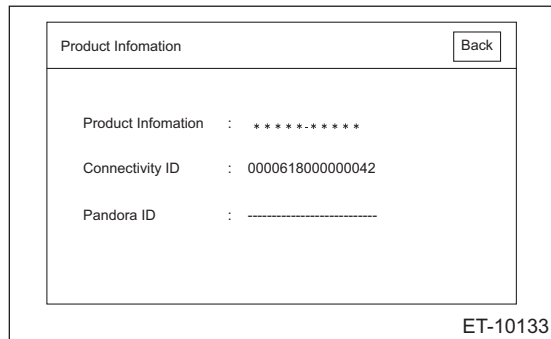 Product Infomation Back
Product Infomation : *****-*****
Connectivity ID : 0000618000000042
Pandora ID : ---------------------------
ET-10133